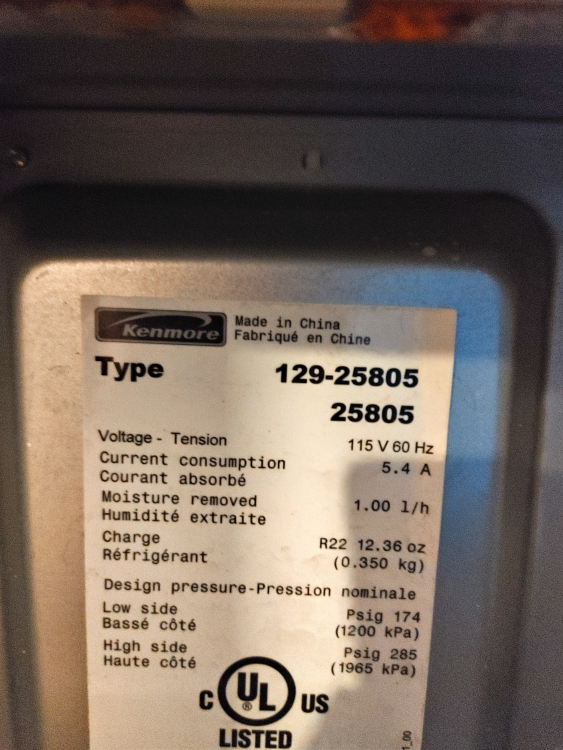 Kenmore
Made in China
Fabriqué en Chine
Type 129-25805
25805
Voltage - Tension 115 V 60 Hz
Current consumption 5.4 A
Courant absorbé
Moisture removed 1.00 l/h
Humidité extraite
Charge R22 12.36 oz
Réfrigérant (0.350 kg)
Design pressure-Pression nominale
Low side Psig 174
Bassé côté (1200 kPa)
High side Psig 285
Haute côté (1965 kPa)
C UL ® US
LISTED